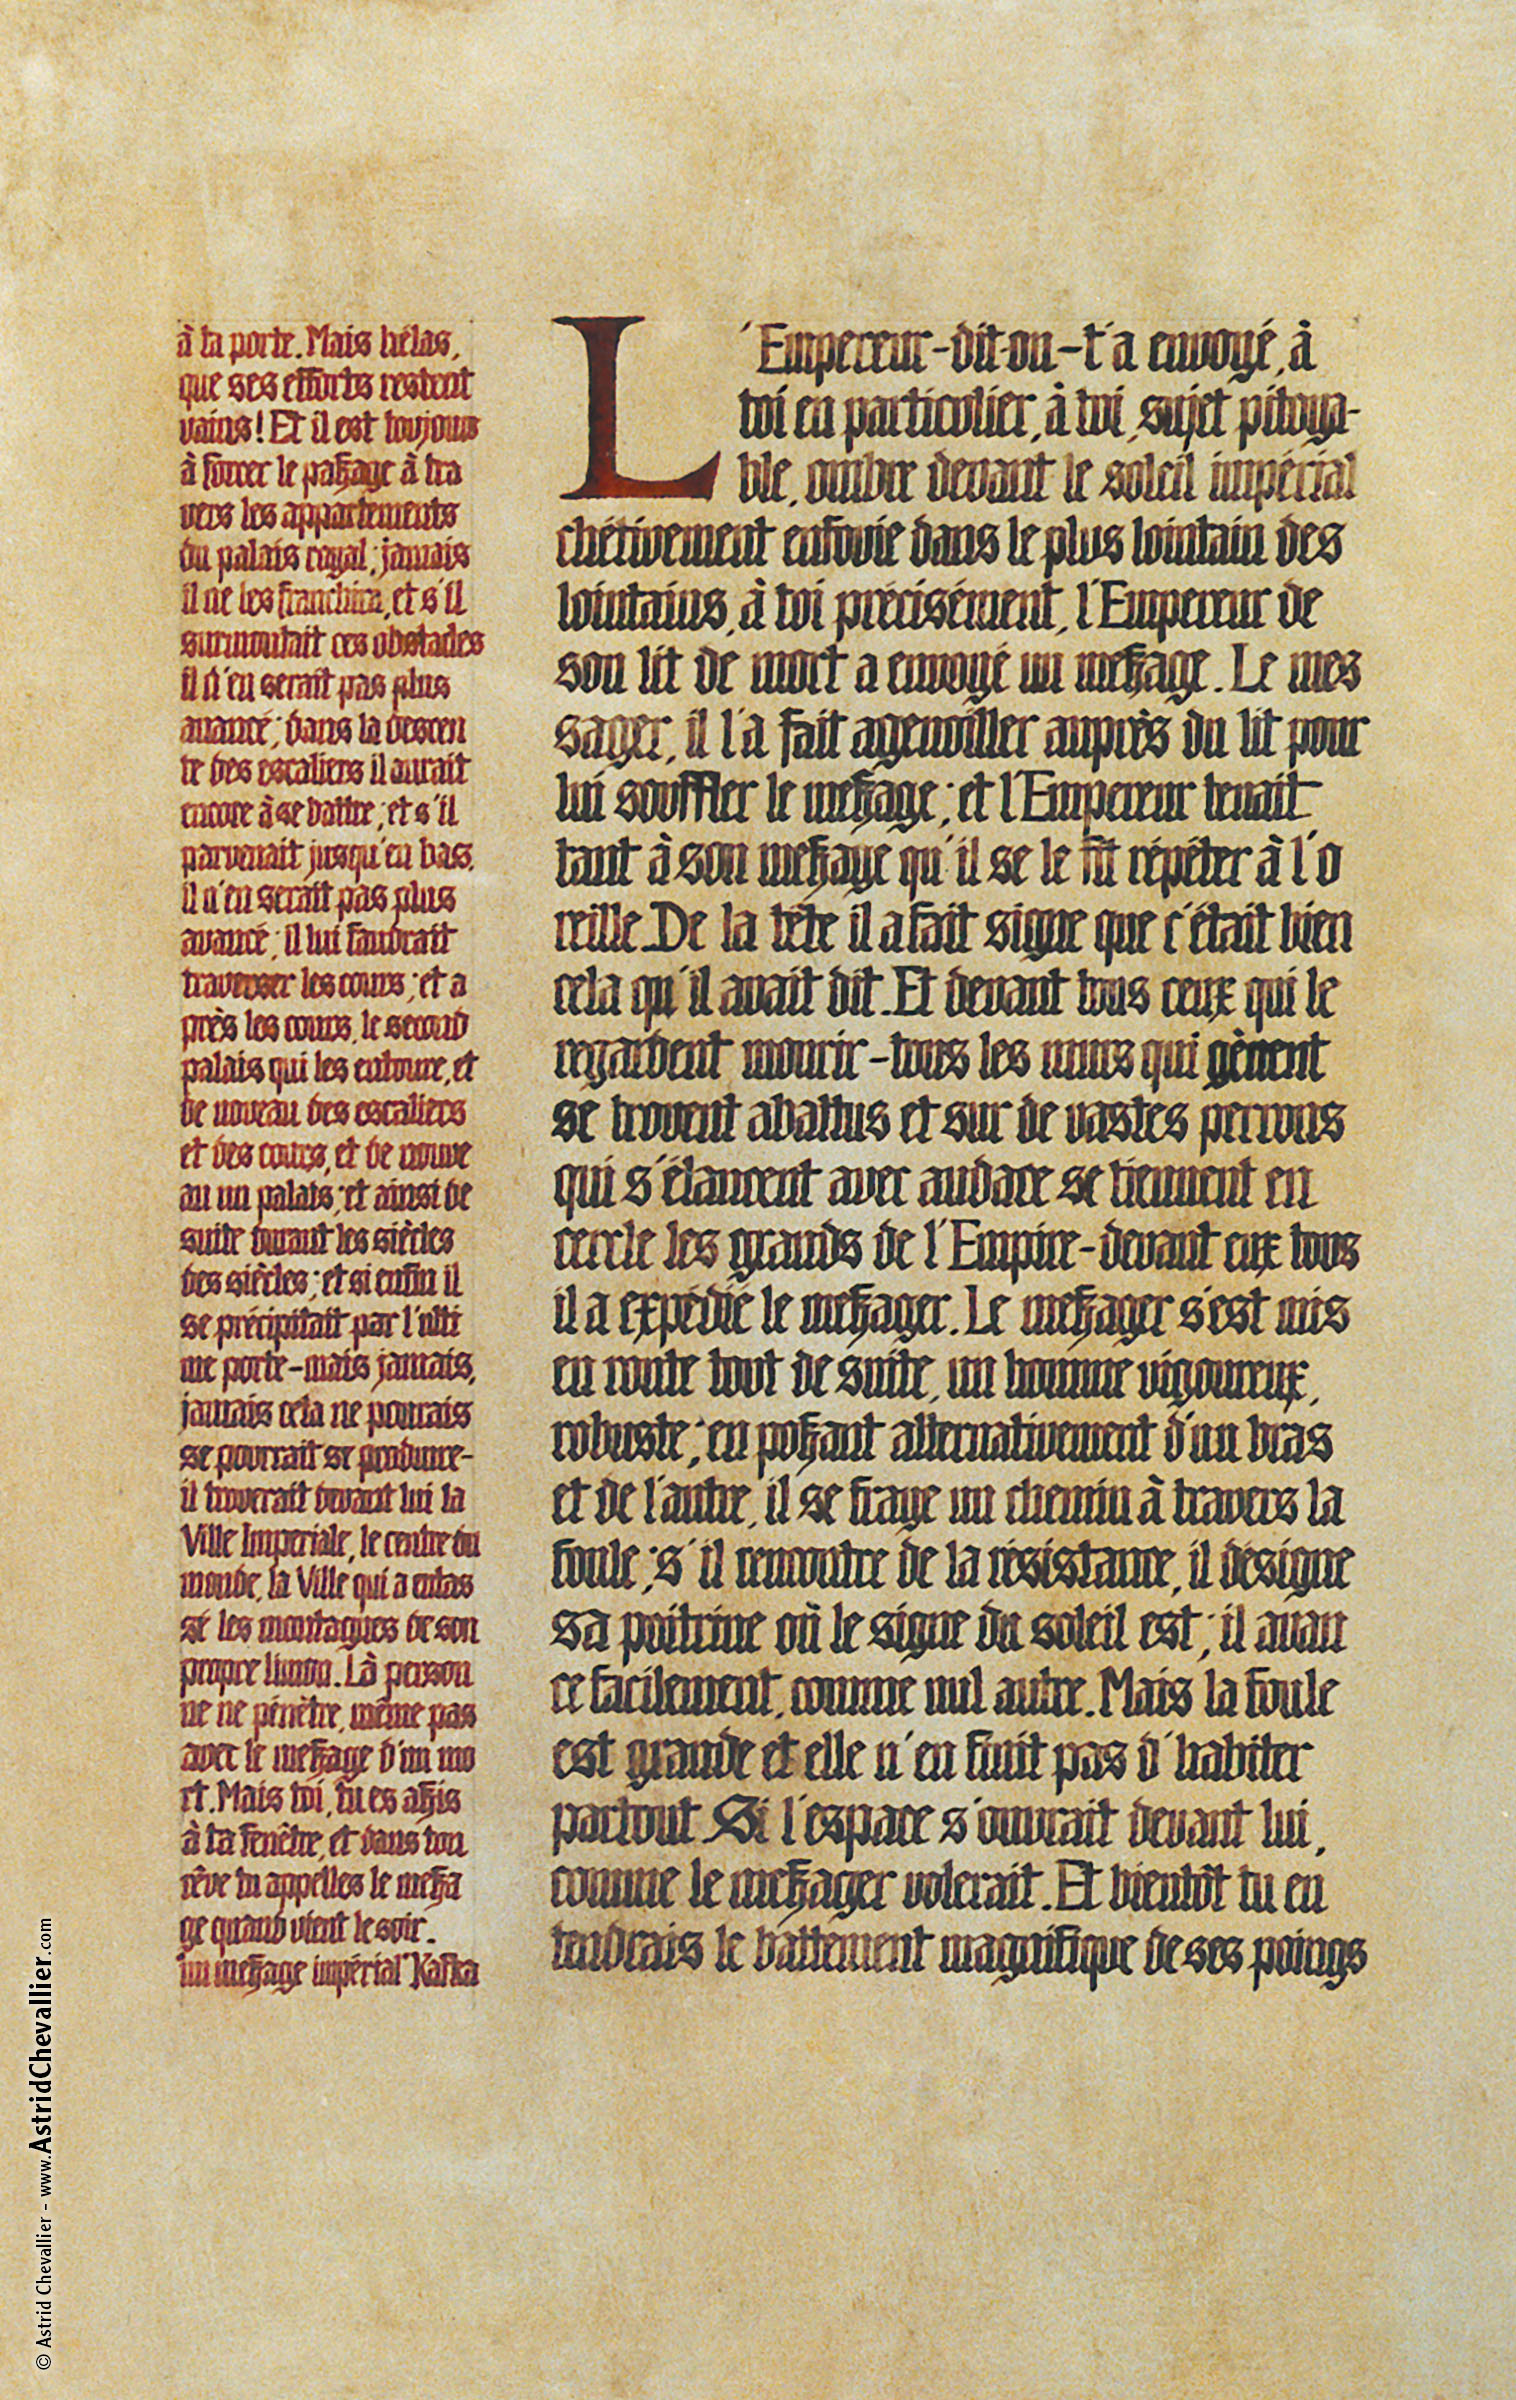 L'Empereur-dit-on-t'a envoyé, à
toi en particulier, à toi, sujet pitoya-
ble, ombre devant le soleil impérial
chétivement enfouie dans le plus lointain des
lointains, à toi précisément, l'Empereur de
son lit de mort a envoyé un meßage. Le mes
sager, il l'a fait agenouiller auprès du lit pour
lui souffler le meßage; et l'Empereur tenait
tant à son meßage qu'il se le fit répéter à l'o
reille. De la tête il a fait signe que c'était bien
cela qu'il avait dit. Et devant tous ceux qui le
regardent mourir-tous les murs qui gênent
se trouvent abattus et sur de vastes perrons
qui s'élancent avec audace se tiennent en
cercle les grands de l'Empire-devant eux tous
il a expédié le meßager. Le meßager s'est mis
en route tout de suite, un homme vigoureux,
robuste; en poßant alternativement d'un bras
et de l'autre, il se fraye un chemin à travers la
foule; s'il rencontre de la résistance, il désigne
sa poitrine où le signe du soleil est; il avan
ce facilement, comme nul autre. Mais la foule
est grande et elle n'en finit pas d'habiter
partout. Si l'espace s'ouvrait devant lui,
comme le meßager volerait. Et bientôt tu en
tendrais le battement magnifique de ses poings
à ta porte. Mais hélas,
que ses efforts restent
vains! Et il est toujours
à forcer le paßage à tra
vers les appartements
du palais royal; jamais
il ne les franchira, et s'il
surmontait ces obstacles
il n'en serait pas plus
avancé; dans la descen
te des escaliers il aurait
encore à se battre; et s'il
parvenait jusqu'en bas,
il n'en serait pas plus
avancé; il lui faudrait
traverser les cours; et a
près les cours, le second
palais qui les entoure, et
de nouveau des escaliers
et des cours, et de nouve
au un palais; et ainsi de
suite durant les siècles
des siècles; et si enfin il
se précipitait par l'ulti
me porte-mais jamais,
jamais cela ne pourais
se pourrait se produire-
il trouverait devant lui la
Ville Imperiale, le centre du
monde, la Ville qui a entas
sé les montagnes de son
propre limon. Là person
ne ne pénètre, même pas
avec le meßage d'un mo
rt. Mais toi, tu es aßis
à ta fenêtre, et dans ton
rêve tu appelles le meßa
ge quand vient le soir.
"un meßage impérial" Kafka
© Astrid Chevallier - www.AstridChevallier.com